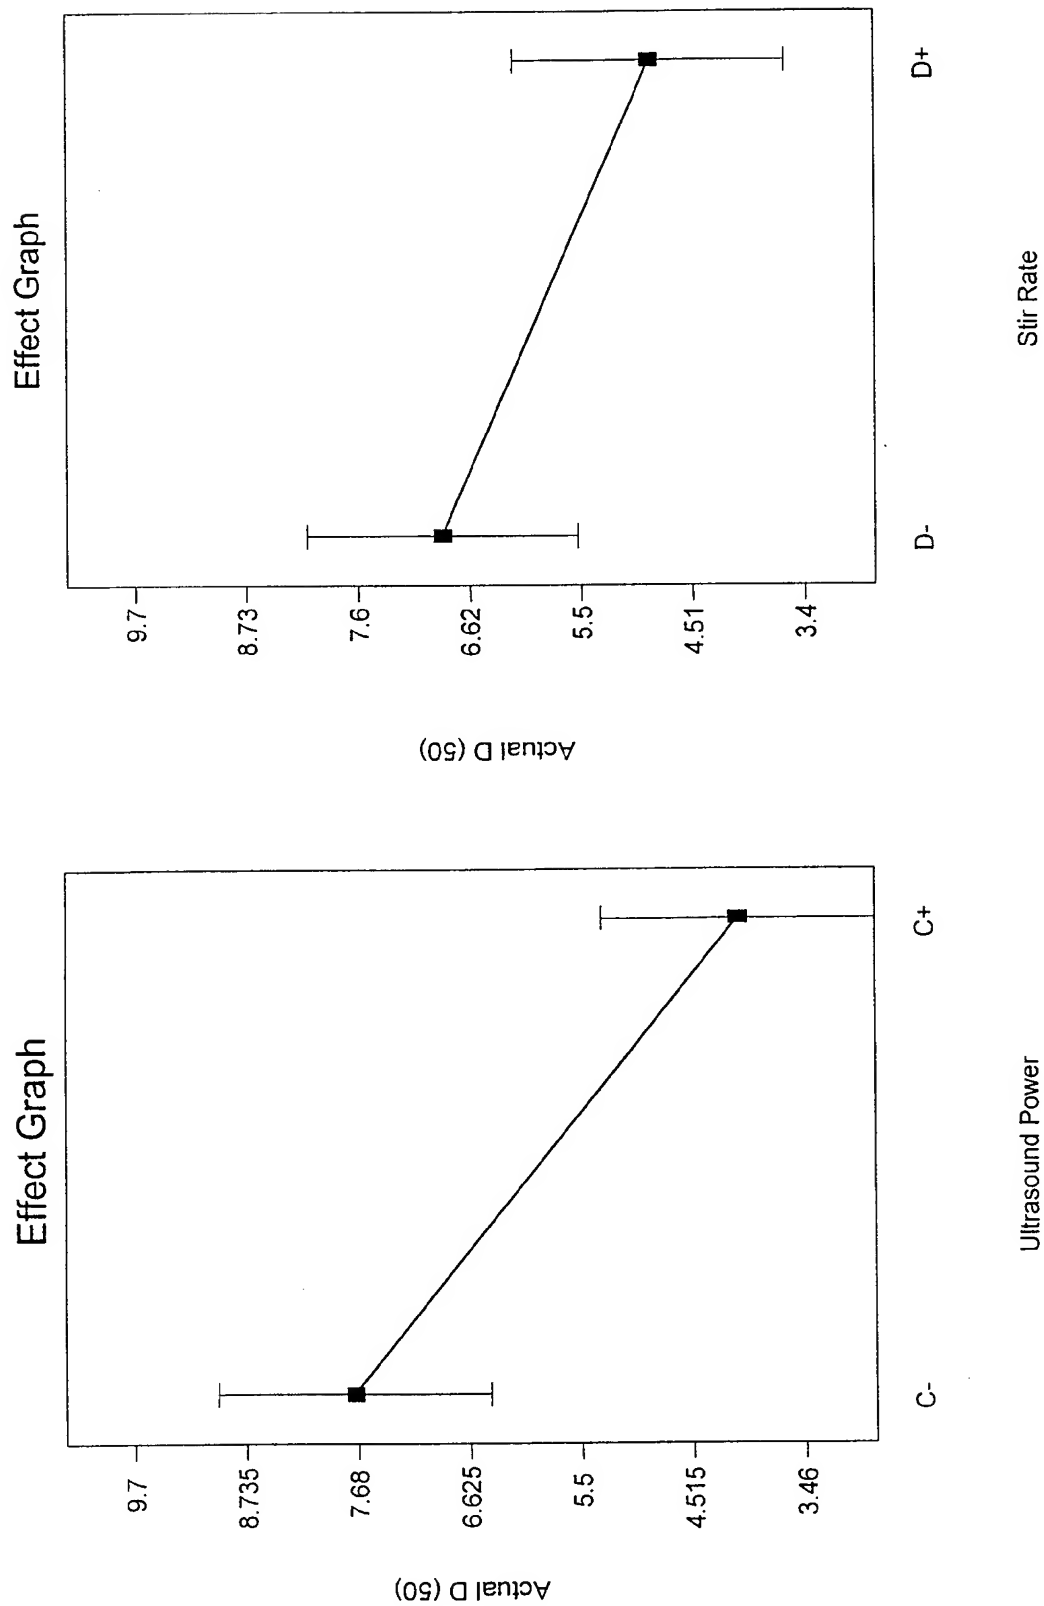 Effect Graph
9.7
8.735
7.68
6.625
5.5
4.515
3.46
Actual D (50)
C-
C+
Ultrasound Power
Effect Graph
9.7
8.73
7.6
6.62
5.5
4.51
3.4
Actual D (50)
D-
D+
Stir Rate